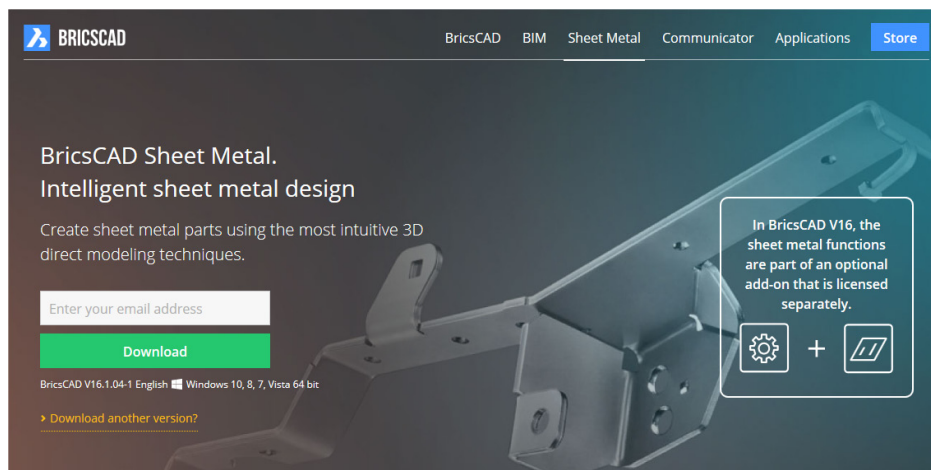 BRICSCAD
BricsCAD BIM Sheet Metal Communicator Applications Store
BricsCAD Sheet Metal.
Intelligent sheet metal design
Create sheet metal parts using the most intuitive 3D
direct modeling techniques.
Enter your email address
Download
BricsCAD V16.1.04-1 English Windows 10, 8, 7, Vista 64 bit
> Download another version?
In BricsCAD V16, the
sheet metal functions
are part of an optional
add-on that is licensed
separately.
+